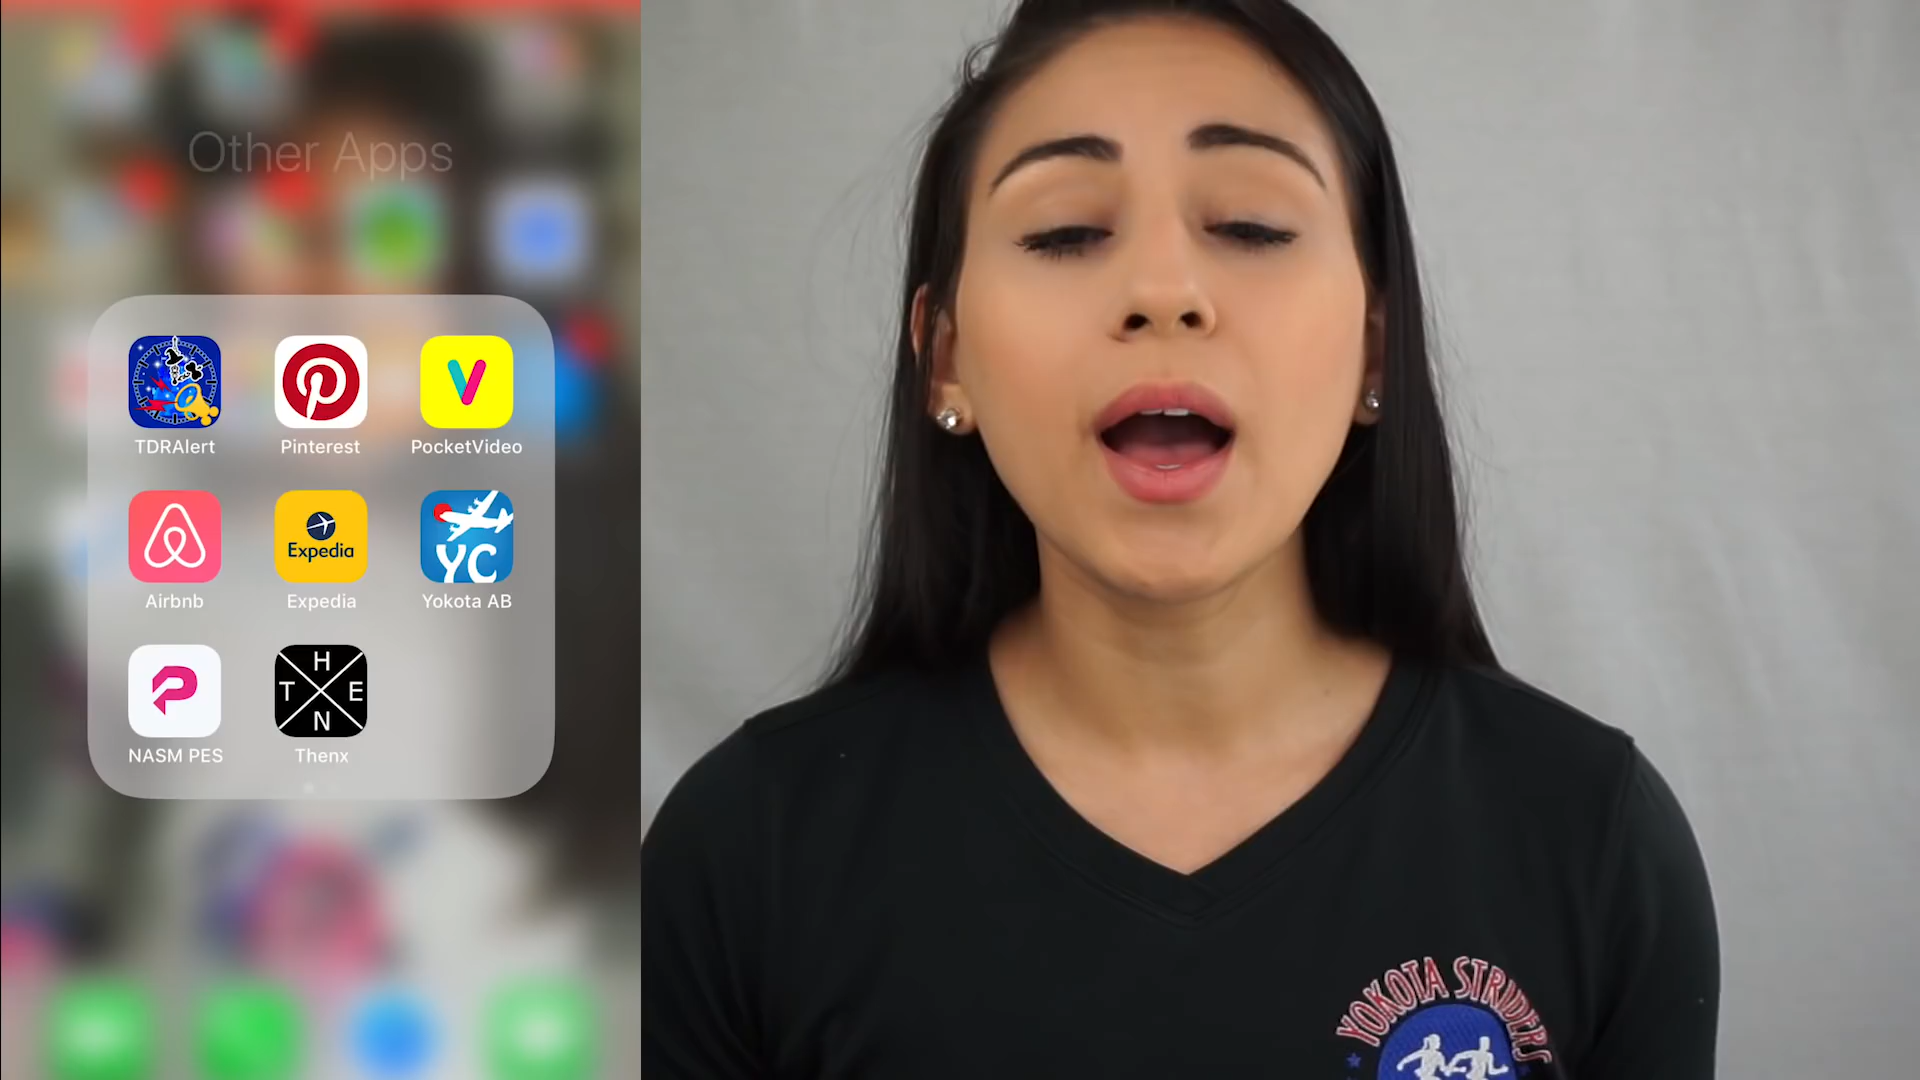 Other Apps
TDRAlert
Pinterest
PocketVideo
Expedia
YC
Airbnb
Expedia
Yokota AB
H
T E
N
NASM PES
Thenx
YOKOTA STRIDERS